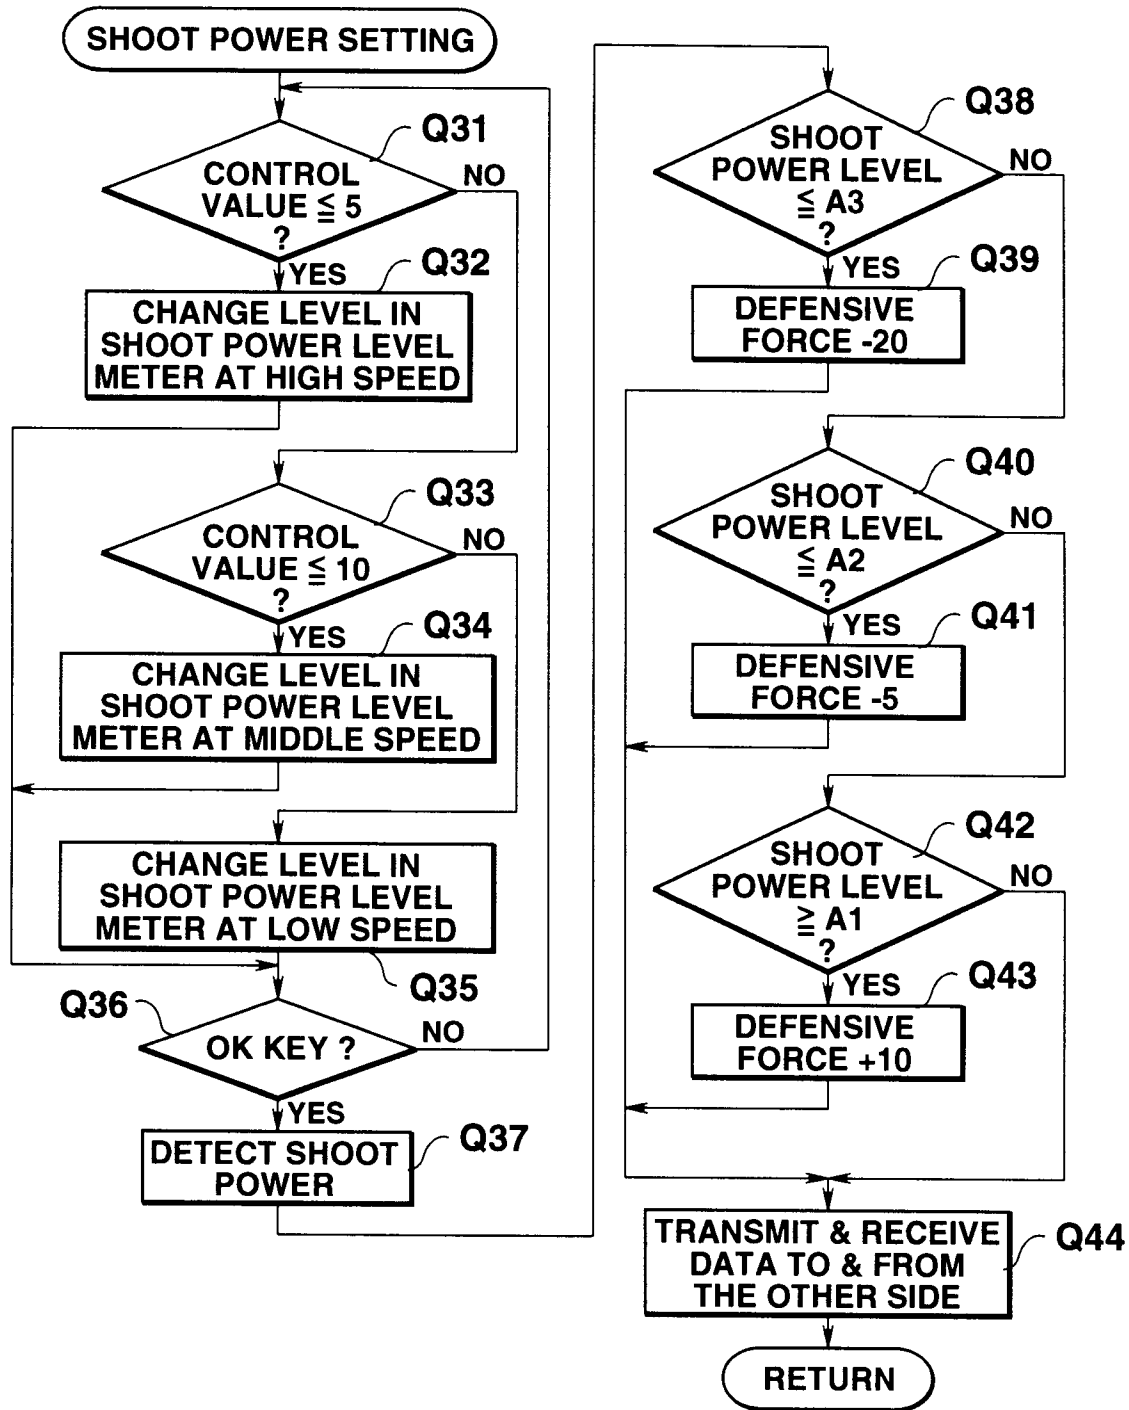 SHOOT POWER SETTING
Q31
CONTROL
VALUE ≦ 5
?
NO
YES
Q32
CHANGE LEVEL IN
SHOOT POWER LEVEL
METER AT HIGH SPEED
Q33
CONTROL
VALUE ≦ 10
?
NO
YES
Q34
CHANGE LEVEL IN
SHOOT POWER LEVEL
METER AT MIDDLE SPEED
CHANGE LEVEL IN
SHOOT POWER LEVEL
METER AT LOW SPEED
Q35
Q36
OK KEY ?
NO
YES
Q37
DETECT SHOOT
POWER
Q38
SHOOT
POWER LEVEL
≦ A3
?
NO
YES
Q39
DEFENSIVE
FORCE -20
Q40
SHOOT
POWER LEVEL
≦ A2
?
NO
YES
Q41
DEFENSIVE
FORCE -5
Q42
SHOOT
POWER LEVEL
≧ A1
?
NO
YES
Q43
DEFENSIVE
FORCE +10
TRANSMIT & RECEIVE
DATA TO & FROM
THE OTHER SIDE
Q44
RETURN